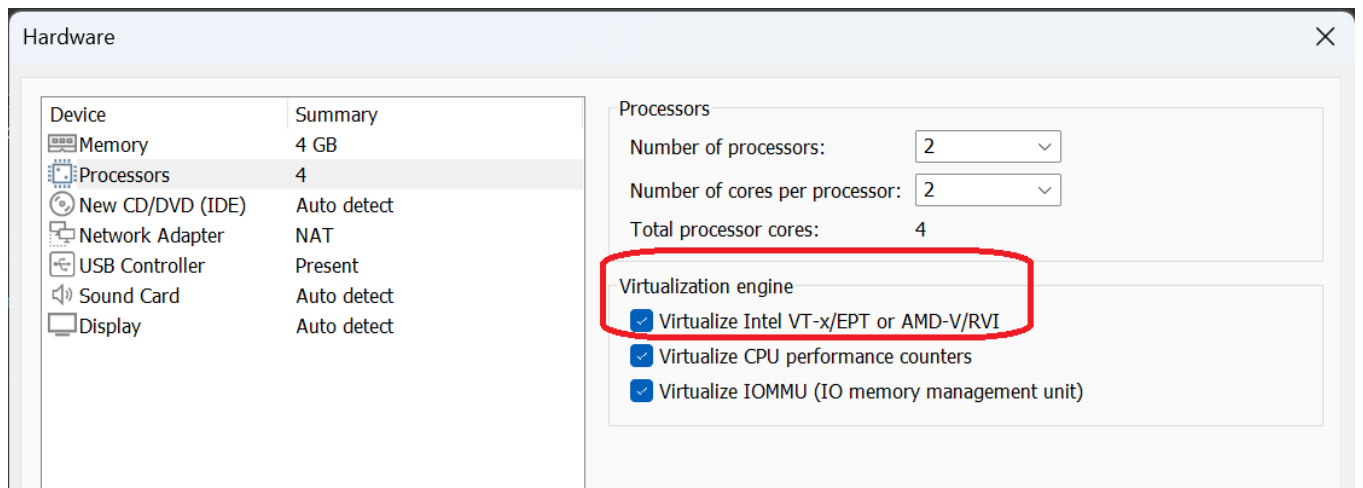 Hardware
Device Summary
Memory 4 GB
Processors 4
New CD/DVD (IDE) Auto detect
Network Adapter NAT
USB Controller Present
Sound Card Auto detect
Display Auto detect
Processors
Number of processors: 2
Number of cores per processor: 2
Total processor cores: 4
Virtualization engine
Virtualize Intel VT-x/EPT or AMD-V/RVI
Virtualize CPU performance counters
Virtualize IOMMU (IO memory management unit)